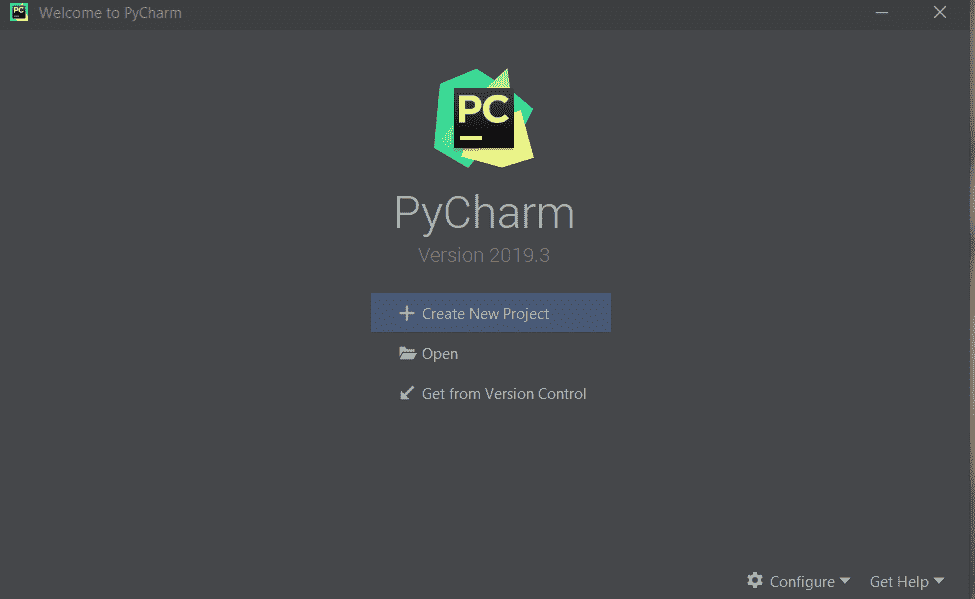 PC
Welcome to PyCharm
PC
PyCharm
Version 2019.3
Create New Project
Open
Get from Version Control
Configure
Get Help